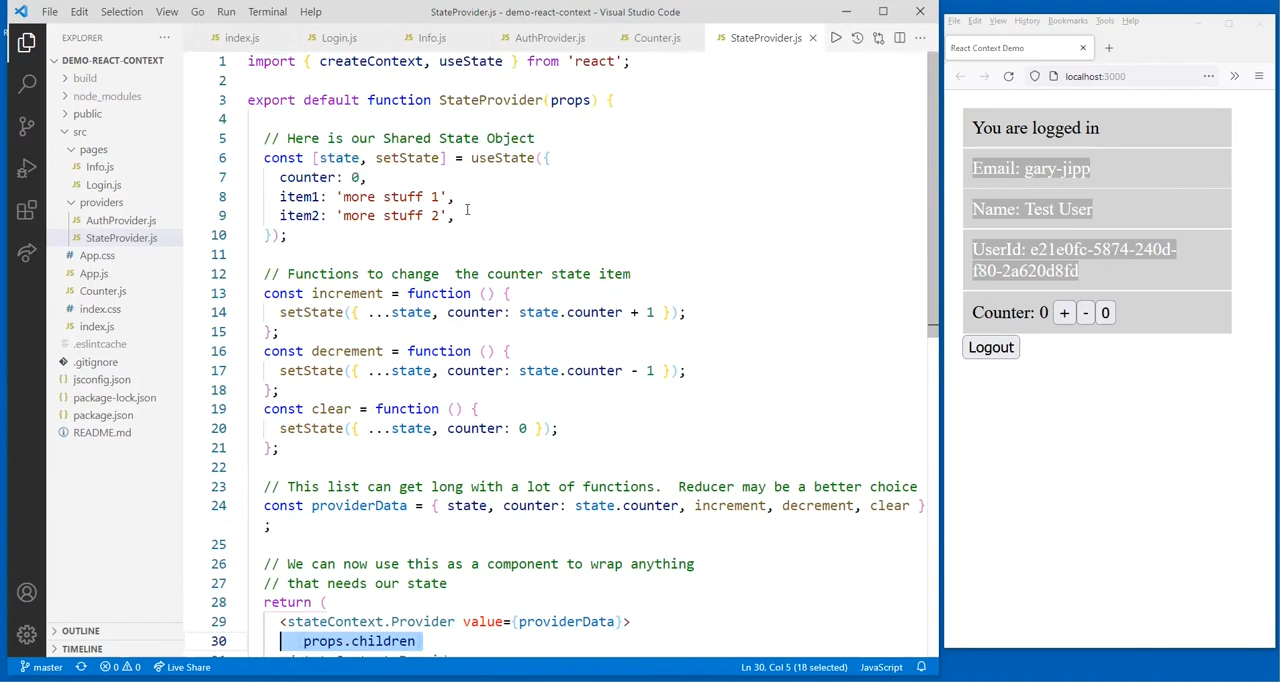 File Edit Selection View Go Run Terminal Help
StateProvider.js - demo-react-context - Visual Studio Code
EXPLORER
DEMO-REACT-CONTEXT
build
node_modules
public
src
pages
Info.js
Login.js
providers
AuthProvider.js
StateProvider.js
App.css
App.js
Counter.js
index.css
index.js
.eslintcache
.gitignore
jsconfig.json
package-lock.json
package.json
README.md
OUTLINE
TIMELINE
index.js Login.js Info.js AuthProvider.js Counter.js StateProvider.js
1 import { createContext, useState } from 'react';
2
3 export default function StateProvider(props) {
4
5 // Here is our Shared State Object
6 const [state, setState] = useState({
7 counter: 0,
8 item1: 'more stuff 1',
9 item2: 'more stuff 2',
10 });
11
12 // Functions to change  the counter state item
13 const increment = function () {
14 setState({ ...state, counter: state.counter + 1 });
15 };
16 const decrement = function () {
17 setState({ ...state, counter: state.counter - 1 });
18 };
19 const clear = function () {
20 setState({ ...state, counter: 0 });
21 };
22
23 // This list can get long with a lot of functions.  Reducer may be a better choice
24 const providerData = { state, counter: state.counter, increment, decrement, clear }
;
25
26 // We can now use this as a component to wrap anything
27 // that needs our state
28 return (
29 <stateContext.Provider value={providerData}>
30 props.children
master 0 0 Live Share
Ln 30, Col 5 (18 selected) JavaScript
File Edit View History Bookmarks Tools Help
React Context Demo
localhost:3000
You are logged in
Email: gary-jipp
Name: Test User
UserId: e21e0fc-5874-240d-
f80-2a620d8fd
Counter: 0 + - 0
Logout